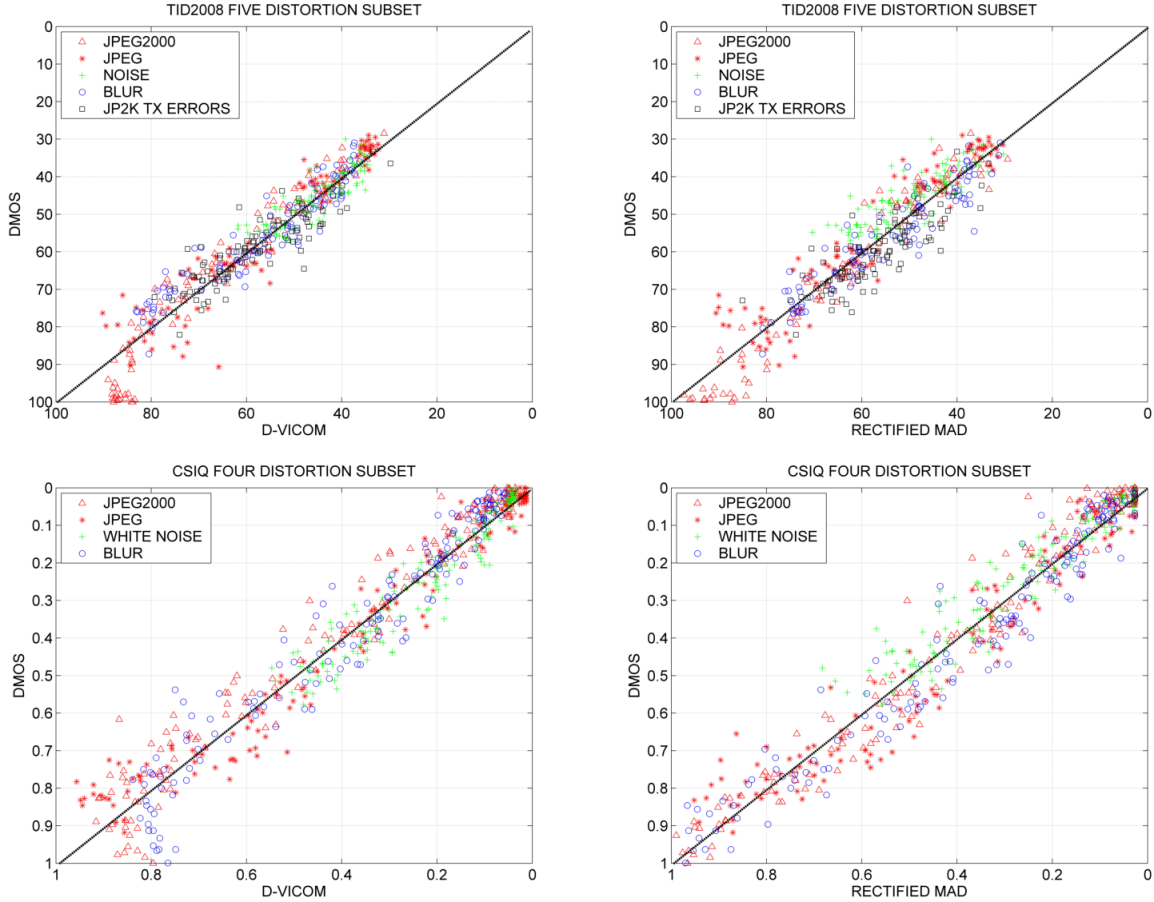 TID2008 FIVE DISTORTION SUBSET
0
10
20
30
40
50
60
70
80
90
100
DMOS
JPEG2000
JPEG
NOISE
BLUR
JP2K TX ERRORS
100
80
60
40
20
0
D-VICOM
TID2008 FIVE DISTORTION SUBSET
0
10
20
30
40
50
60
70
80
90
100
DMOS
JPEG2000
JPEG
NOISE
BLUR
JP2K TX ERRORS
100
80
60
40
20
0
RECTIFIED MAD
CSIQ FOUR DISTORTION SUBSET
0
0.1
0.2
0.3
0.4
0.5
0.6
0.7
0.8
0.9
1
DMOS
JPEG2000
JPEG
WHITE NOISE
BLUR
1
0.8
0.6
0.4
0.2
0
D-VICOM
CSIQ FOUR DISTORTION SUBSET
0
0.1
0.2
0.3
0.4
0.5
0.6
0.7
0.8
0.9
1
DMOS
JPEG2000
JPEG
WHITE NOISE
BLUR
1
0.8
0.6
0.4
0.2
0
RECTIFIED MAD